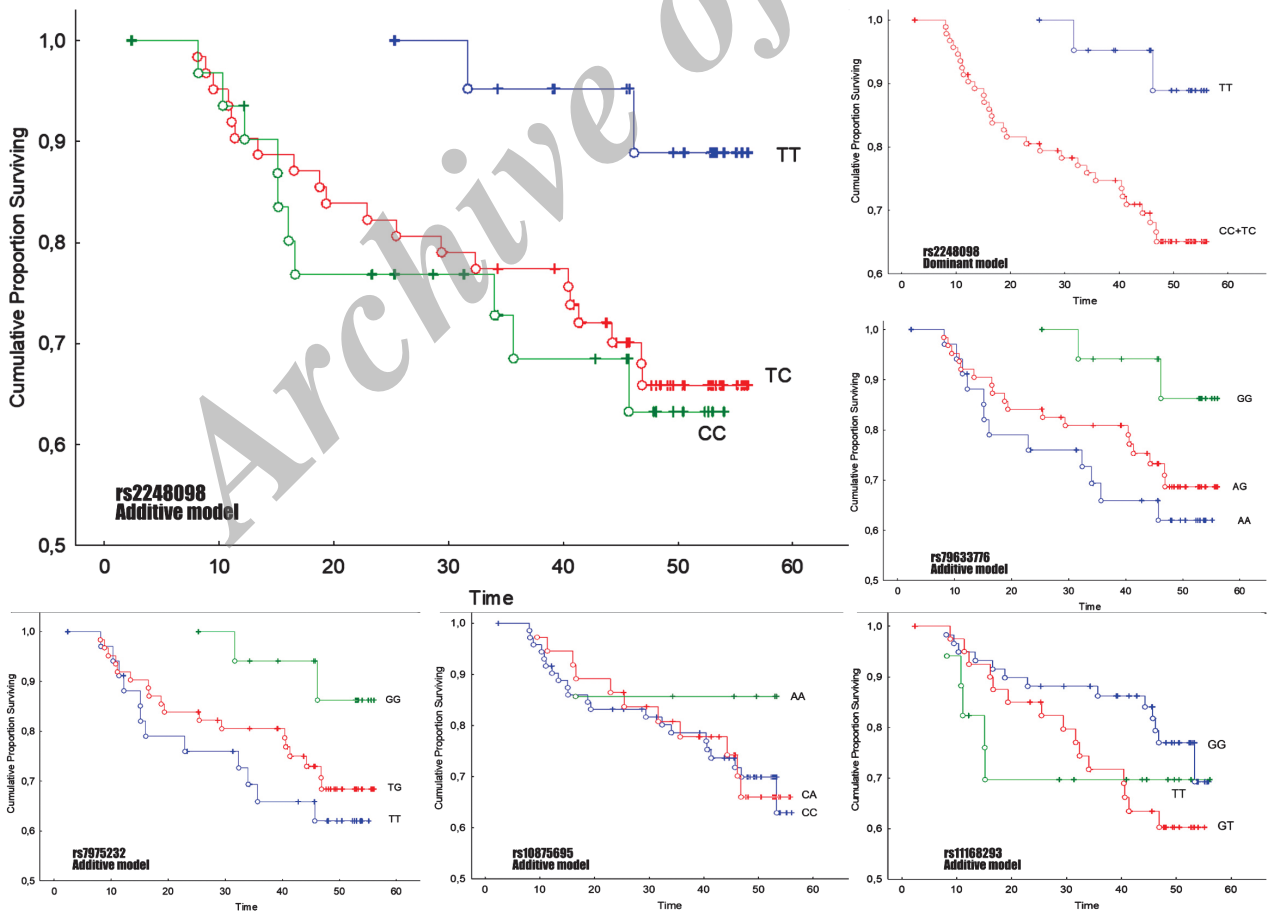 Archive of
Cumulative Proportion Surviving
1,0
0,9
0,8
0,7
0,6
0,5
TT
TC
CC
rs2248098
Additive model
0 10 20 30 40 50 60
Time
Cumulative Proportion Surviving
1,0
0,9
0,8
0,7
0,6
TT
CC+TC
rs2248098
Dominant model
0 10 20 30 40 50 60
Time
Cumulative Proportion Surviving
1,0
0,9
0,8
0,7
0,6
0,5
GG
AG
AA
rs79633776
Additive model
0 10 20 30 40 50 60
Time
Cumulative Proportion Surviving
1,0
0,9
0,8
0,7
0,6
0,5
GG
TG
TT
rs7975232
Additive model
0 10 20 30 40 50 60
Time
Cumulative Proportion Surviving
1,0
0,9
0,8
0,7
0,6
0,5
AA
CA
CC
rs10875695
Additive model
0 10 20 30 40 50 60
Time
Cumulative Proportion Surviving
1,0
0,9
0,8
0,7
0,6
0,5
GG
TT
GT
rs11168293
Additive model
0 10 20 30 40 50 60
Time